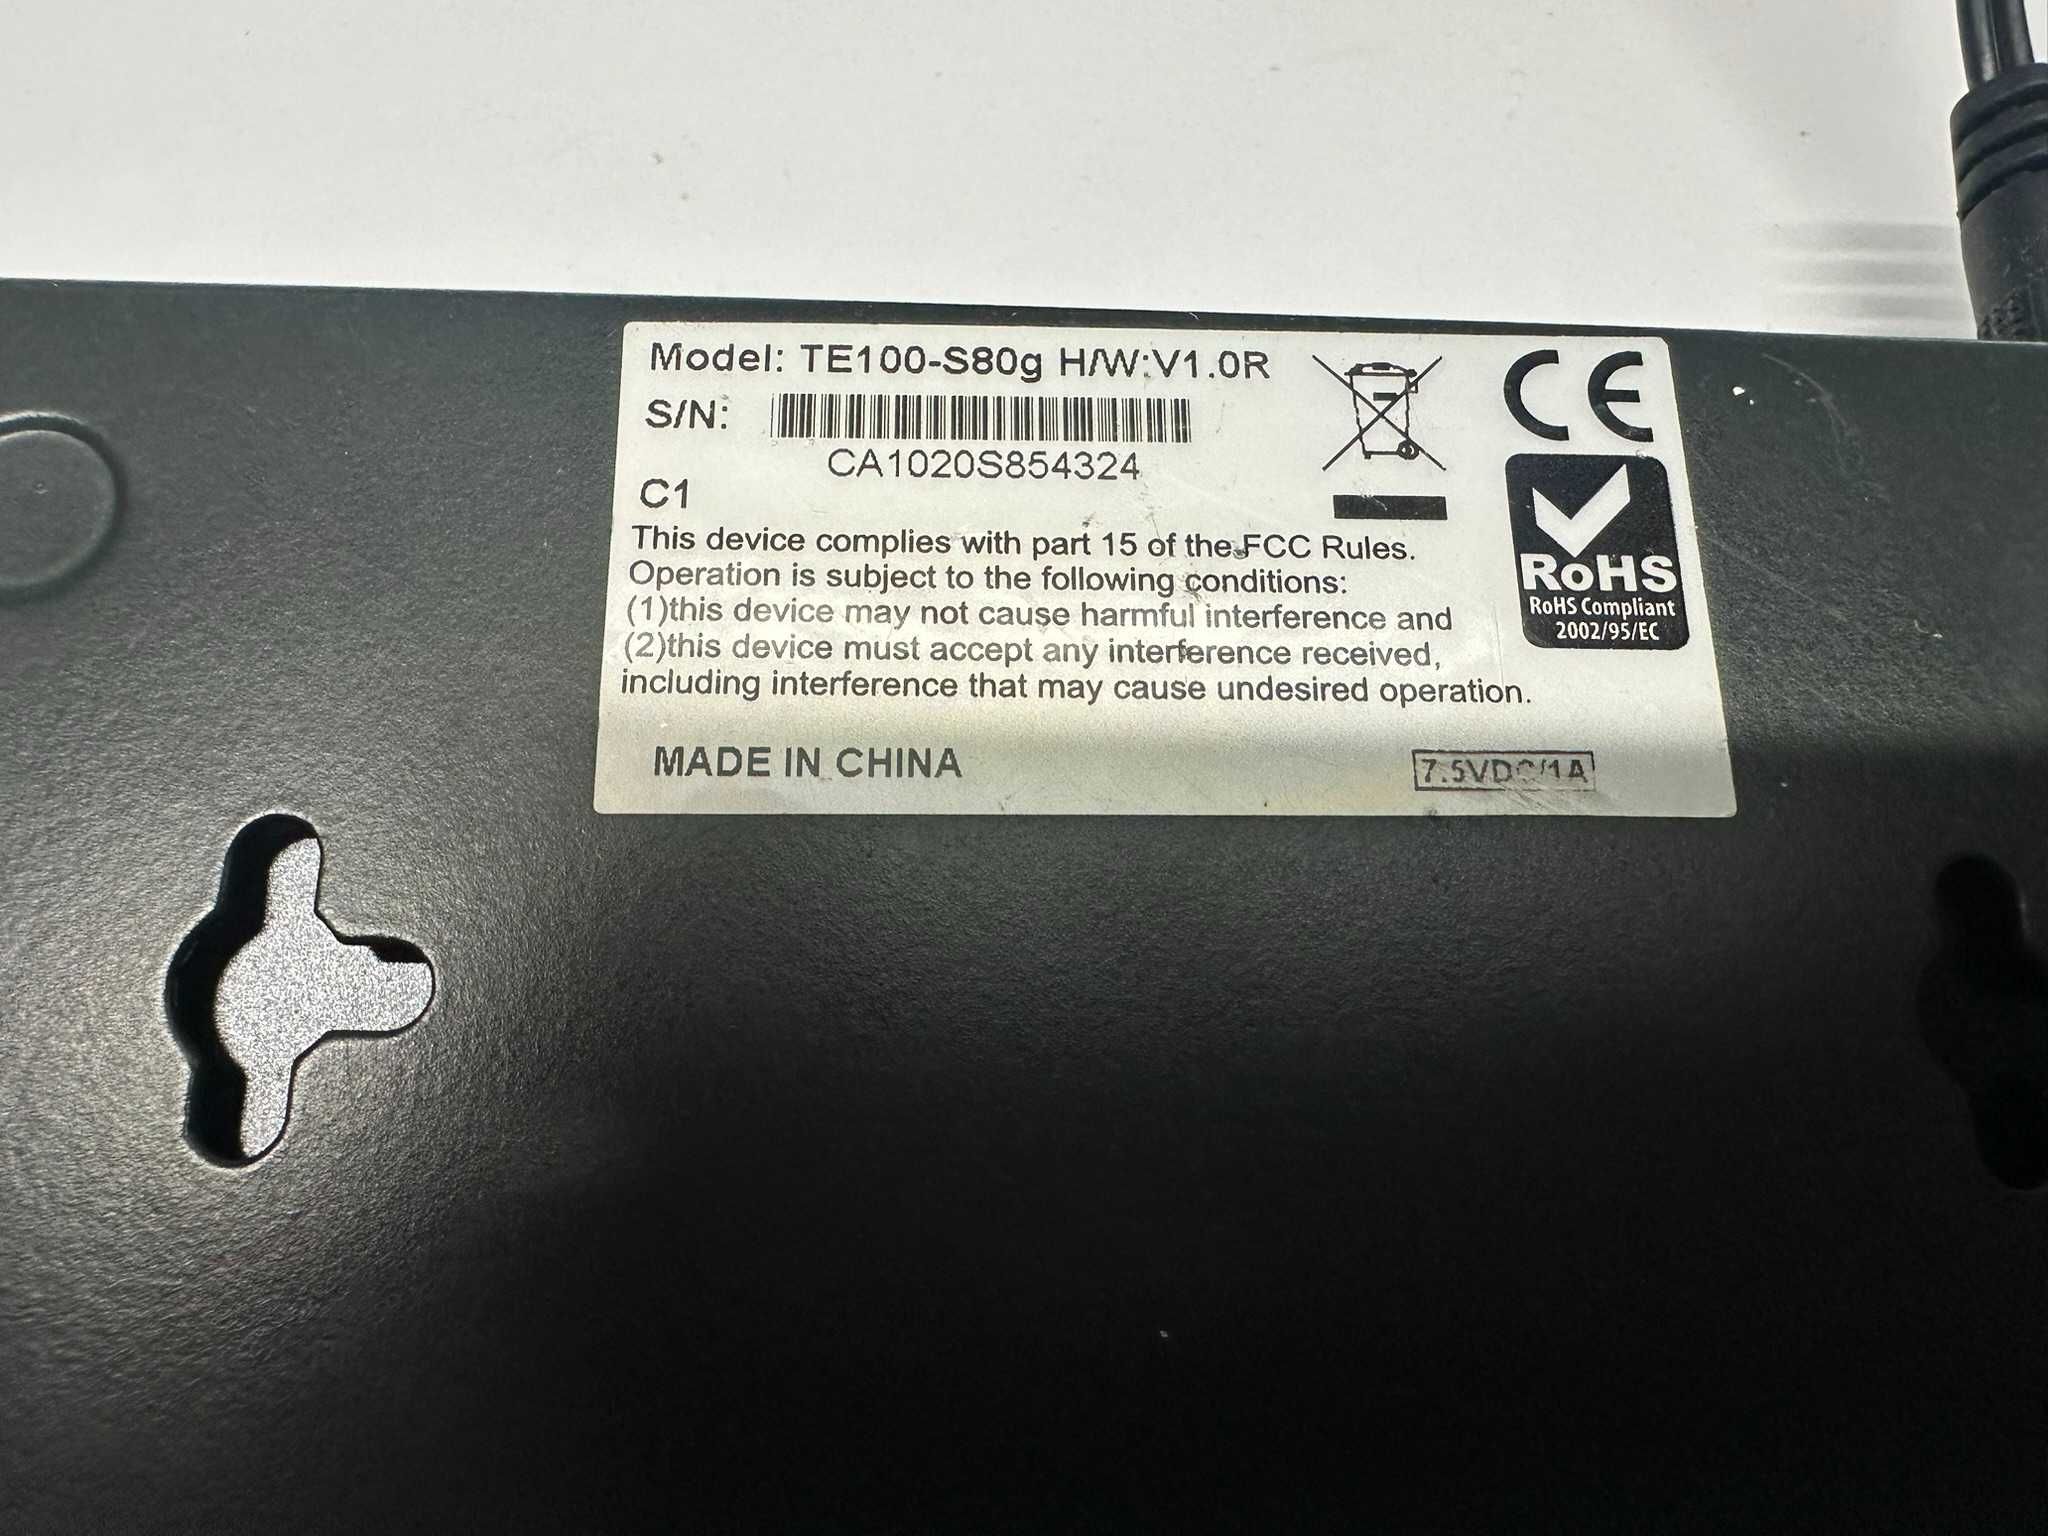 Model: TE100-S80g H/W:V1.0R
S/N:
CA1020S854324
C1
This device complies with part 15 of the FCC Rules.
Operation is subject to the following conditions:
(1)this device may not cause harmful interference and
(2)this device must accept any interference received,
including interference that may cause undesired operation.
MADE IN CHINA
7.5VDC/1A
CE
RoHS
RoHS Compliant
2002/95/EC